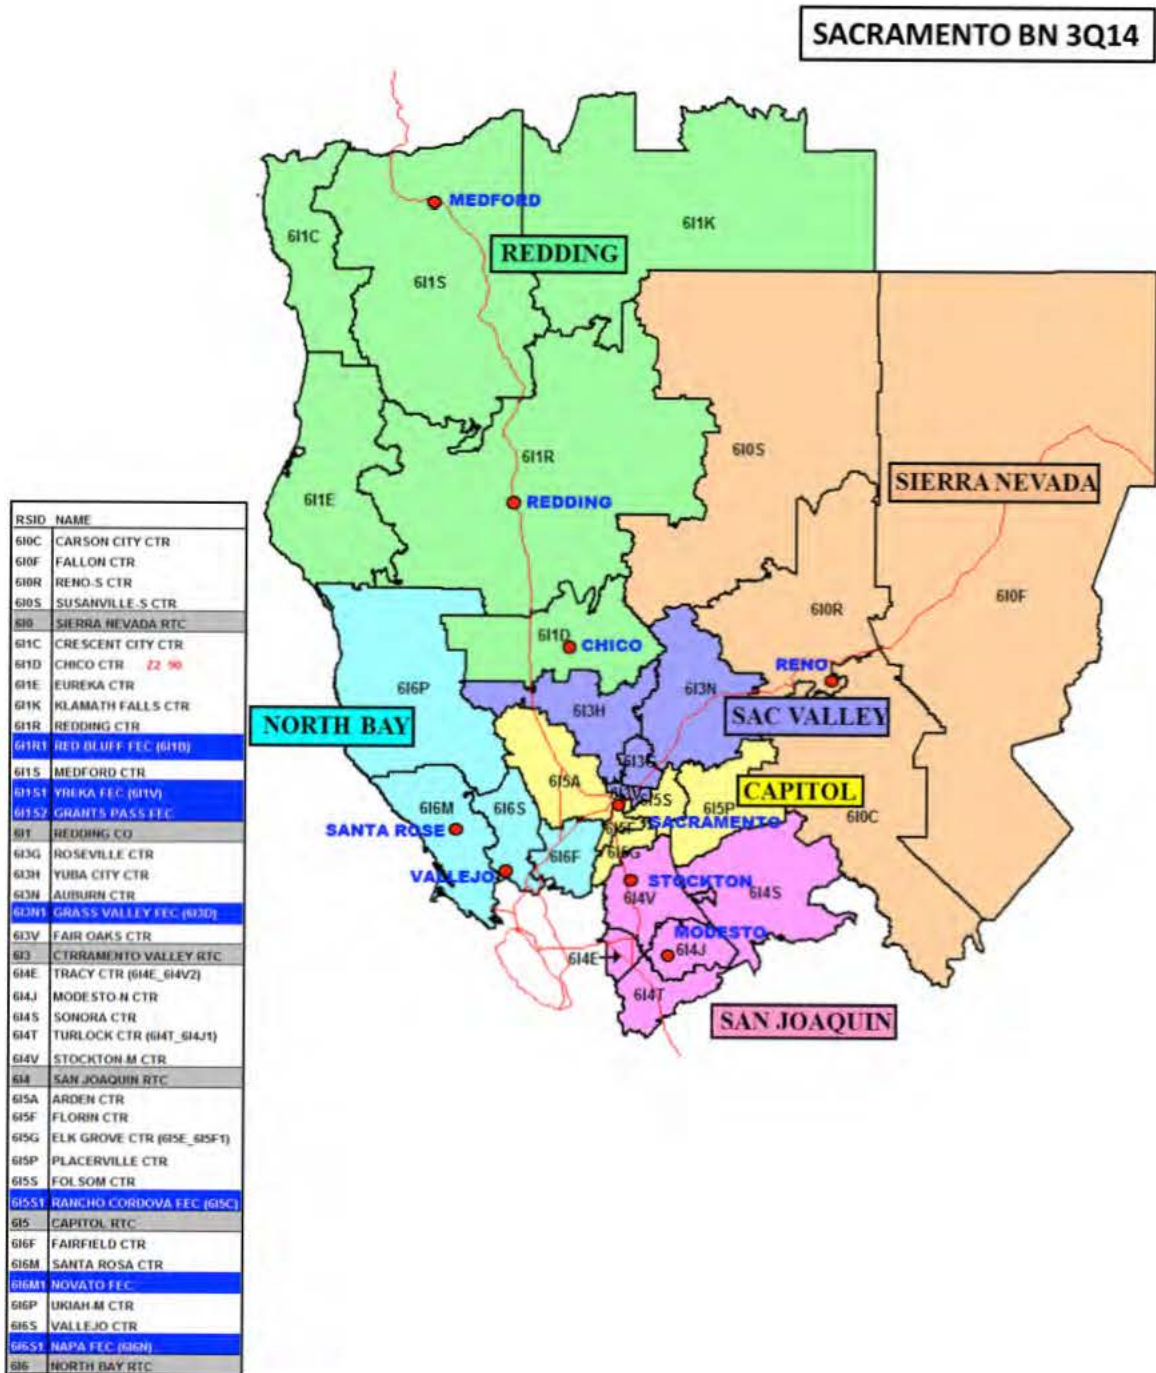 SACRAMENTO BN 3Q14
MEDFORD
6I1C
6I1K
REDDING
6I1S
6I0S
6I1R
SIERRA NEVADA
6I1E
REDDING
6I0R
6I0F
6I1D
CHICO
RENO
6I6P
6I3N
6I3H
NORTH BAY
SAC VALLEY
6I3G
6I5A
6I3V
CAPITOL
6I5S
6I5P
6I6M
6I6S
6I0C
SANTA ROSE
SACRAMENTO
6I5F
6I6F
6I5G
VALLEJO
STOCKTON
6I4V
6I4S
MODESTO
6I4E
6I4J
6I4T
SAN JOAQUIN
RSID NAME
6I0C CARSON CITY CTR
6I0F FALLON CTR
6I0R RENO-S CTR
6I0S SUSANVILLE-S CTR
6I0 SIERRA NEVADA RTC
6I1C CRESCENT CITY CTR
6I1D CHICO CTR Z2 90
6I1E EUREKA CTR
6I1K KLAMATH FALLS CTR
6I1R REDDING CTR
6I1R1 RED BLUFF FEC (6I1B)
6I1S MEDFORD CTR
6I1S1 YREKA FEC (6I1V)
6I1S2 GRANTS PASS FEC
6I1 REDDING CO
6I3G ROSEVILLE CTR
6I3H YUBA CITY CTR
6I3N AUBURN CTR
6I3N1 GRASS VALLEY FEC (6I3D)
6I3V FAIR OAKS CTR
6I3 CTRRAMENTO VALLEY RTC
6I4E TRACY CTR (6I4E_6I4V2)
6I4J MODESTO-N CTR
6I4S SONORA CTR
6I4T TURLOCK CTR (6I4T_6I4J1)
6I4V STOCKTON-M CTR
6I4 SAN JOAQUIN RTC
6I5A ARDEN CTR
6I5F FLORIN CTR
6I5G ELK GROVE CTR (6I5E_6I5F1)
6I5P PLACERVILLE CTR
6I5S FOLSOM CTR
6I5S1 RANCHO CORDOVA FEC (6I5C)
6I5 CAPITOL RTC
6I6F FAIRFIELD CTR
6I6M SANTA ROSA CTR
6I6M1 NOVATO FEC
6I6P UKIAH-M CTR
6I6S VALLEJO CTR
6I6S1 NAPA FEC (6I6N)
6I6 NORTH BAY RTC